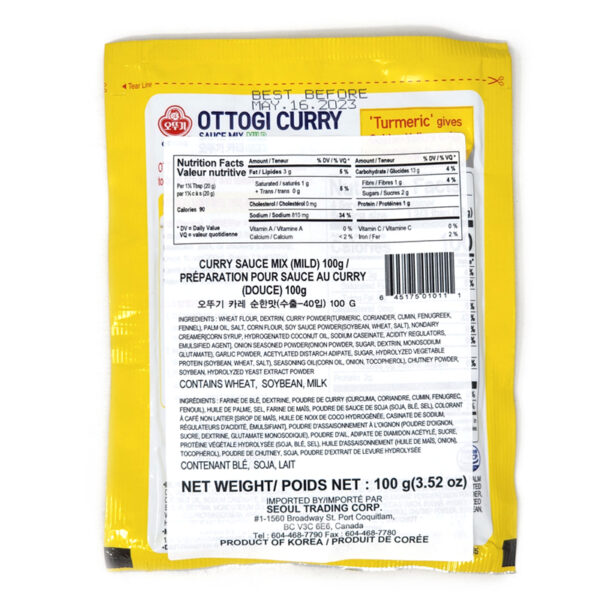 Tear Line
BEST BEFORE
MAY.16.2023
오뚜기
OTTOGI CURRY
SAUCE MIX
'Turmeric' gives
Nutrition Facts
Valeur nutritive
Per 1¼ Tbsp (20 g)
par 1¼ c à s (20 g)
Calories 90
* DV = Daily Value
VQ = valeur quotidienne
Amount / Teneur % DV / % VQ *
Fat / Lipides 3 g 5 %
Saturated / saturés 1 g
+ Trans / trans 0 g 5 %
Cholesterol / Cholestérol 0 mg
Sodium / Sodium 810 mg 34 %
Vitamin A / Vitamine A 0 %
Calcium / Calcium < 2 %
Amount / Teneur % DV / % VQ *
Carbohydrate / Glucides 13 g 4 %
Fibre / Fibres 1 g 4 %
Sugars / Sucres 2 g
Protein / Protéines 1 g
Vitamin C / Vitamine C 0 %
Iron / Fer 2 %
CURRY SAUCE MIX (MILD) 100g /
PRÉPARATION POUR SAUCE AU CURRY
(DOUCE) 100g
오뚜기 카레 순한맛(수출-40입) 100 G
6 45175 01011 1
INGREDIENTS : WHEAT FLOUR, DEXTRIN, CURRY POWDER(TURMERIC, CORIANDER, CUMIN, FENUGREEK,
FENNEL), PALM OIL, SALT, CORN FLOUR, SOY SAUCE POWDER(SOYBEAN, WHEAT, SALT), NONDAIRY
CREAMER(CORN SYRUP, HYDROGENATED COCONUT OIL, SODIUM CASEINATE, ACIDITY REGULATORS,
EMULSIFIED AGENT), ONION SEASONED POWDER(ONION POWDER, SUGAR, DEXTRIN, MONOSODIUM
GLUTAMATE), GARLIC POWDER, ACETYLATED DISTARCH ADIPATE, SUGAR, HYDROLYZED VEGETABLE
PROTEIN (SOYBEAN, WHEAT, SALT), SEASONING OIL(CORN OIL, ONION, TOCOPHEROL), CHUTNEY POWDER,
SOYBEAN, HYDROLYZED YEAST EXTRACT POWDER
CONTAINS WHEAT, SOYBEAN, MILK
INGRÉDIENTS: FARINE DE BLÉ, DEXTRINE, POUDRE DE CURRY (CURCUMA, CORIANDRE, CUMIN, FENUGREC,
FENOUIL), HUILE DE PALME, SEL, FARINE DE MAÏS, POUDRE DE SAUCE DE SOJA (SOJA, BLÉ, SEL), COLORANT
À CAFÉ NON LAITIER (SIROP DE MAÏS, HUILE DE NOIX DE COCO HYDROGÉNÉE, CASÉINATE DE SODIUM,
RÉGULATEURS D'ACIDITÉ, ÉMULSIFIANT), POUDRE D'ASSAISONNEMENT À L'OIGNON (POUDRE D'OIGNON,
SUCRE, DEXTRINE, GLUTAMATE MONOSODIQUE), POUDRE D'AIL, ADIPATE DE DIAMIDON ACÉTYLÉ, SUCRE,
PROTÉINE VÉGÉTALE HYDROLYSÉE (SOJA, BLÉ, SEL), HUILE D'ASSAISONNEMENT (HUILE DE MAÏS, ONION),
TOCOPHÉROL), POUDRE DE CHUTNEY, SOJA, POUDRE D'EXTRAIT DE LEVURE HYDROLYSÉE
CONTENANT BLÉ, SOJA, LAIT
NET WEIGHT/ POIDS NET : 100 g(3.52 oz)
IMPORTED BY/IMPORTÉ PAR
SEOUL TRADING CORP.
#1-1560 Broadway St. Port Coquitlam,
BC V3C 6E6, Canada
Tel : 604-468-7790 Fax : 604-468-7780
PRODUCT OF KOREA / PRODUIT DE CORÉE